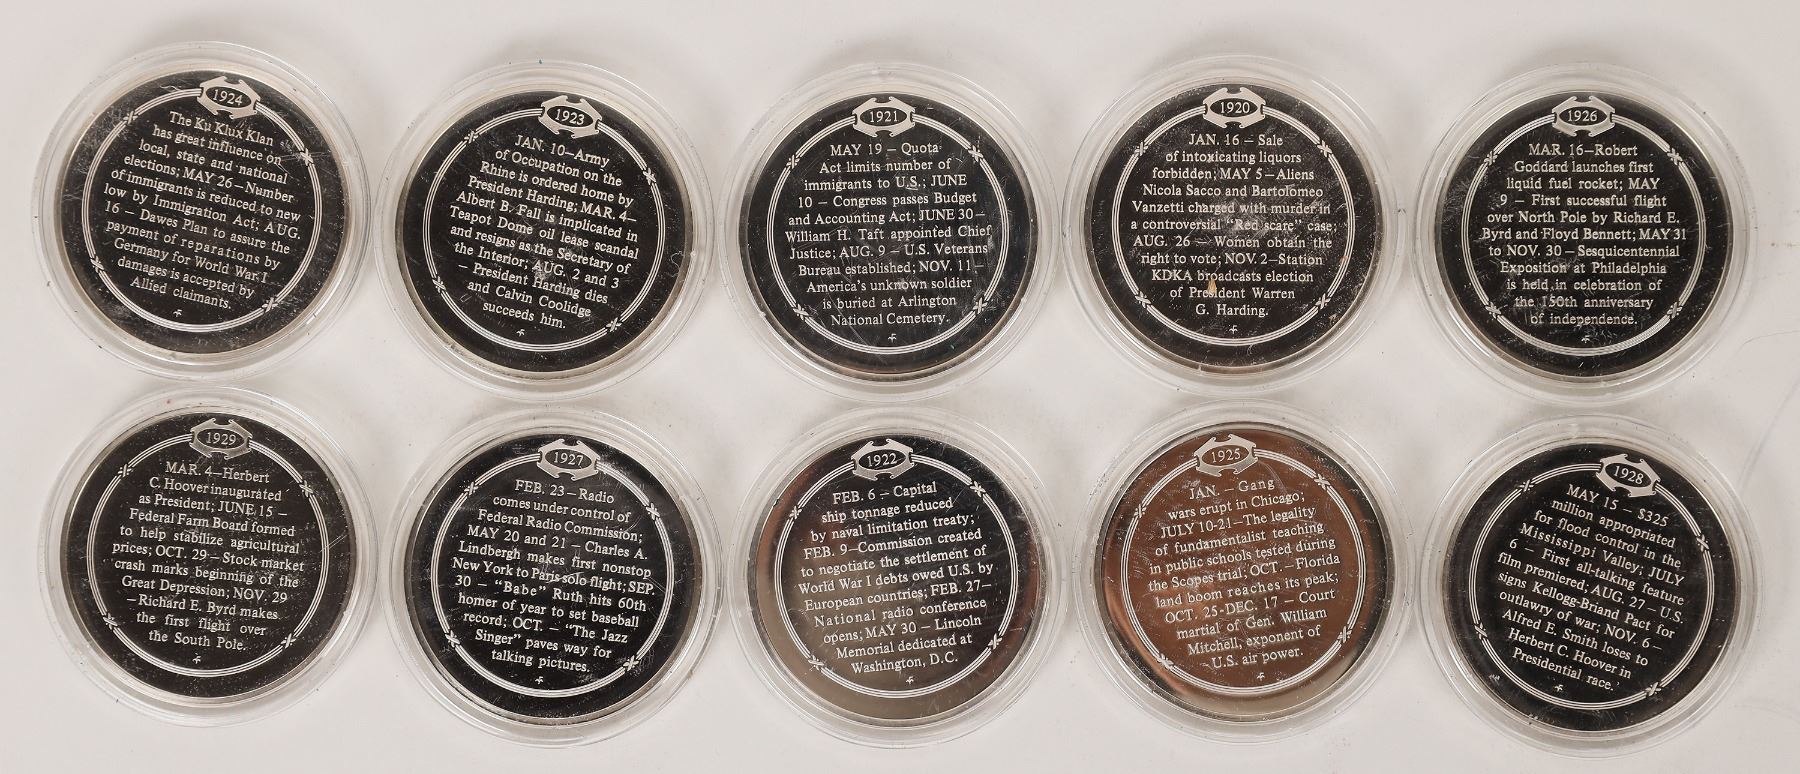 1924
The Ku Klux Klan
has great influence on
local, state and national
elections; MAY 26 – Number
of immigrants is reduced to new
low by Immigration Act; AUG.
16 – Dawes Plan to assure the
payment of reparations by
Germany for World War I
damages is accepted by
Allied claimants.
1923
JAN. 10–Army
of Occupation on the
Rhine is ordered home by
President Harding; MAR. 4–
Albert B. Fall is implicated in
Teapot Dome oil lease scandal
and resigns as the Secretary of
the Interior; AUG. 2 and 3
– President Harding dies
and Calvin Coolidge
succeeds him.
1921
MAY 19 – Quota
Act limits number of
immigrants to U.S.; JUNE
10 – Congress passes Budget
and Accounting Act; JUNE 30–
William H. Taft appointed Chief
Justice; AUG. 9 – U.S. Veterans
Bureau established; NOV. 11–
America's unknown soldier
is buried at Arlington
National Cemetery.
1920
JAN. 16 – Sale
of intoxicating liquors
forbidden; MAY 5–Aliens
Nicola Sacco and Bartolomeo
Vanzetti charged with murder in
a controversial "Red scare" case;
AUG. 26 – Women obtain the
right to vote; NOV. 2–Station
KDKA broadcasts election
of President Warren
G. Harding.
1926
MAR. 16–Robert
Goddard launches first
liquid fuel rocket; MAY
9 – First successful flight
over North Pole by Richard E.
Byrd and Floyd Bennett; MAY 31
to NOV. 30 – Sesquicentennial
Exposition at Philadelphia
is held in celebration of
the 150th anniversary
of independence.
1929
MAR. 4–Herbert
C. Hoover inaugurated
as President; JUNE 15 –
Federal Farm Board formed
to help stabilize agricultural
prices; OCT. 29–Stock market
crash marks beginning of the
Great Depression; NOV. 29
–Richard E. Byrd makes
the first flight over
the South Pole.
1927
FEB. 23–Radio
comes under control of
Federal Radio Commission;
MAY 20 and 21 – Charles A.
Lindbergh makes first nonstop
New York to Paris solo flight; SEP.
30 – "Babe" Ruth hits 60th
homer of year to set baseball
record; OCT. – "The Jazz
Singer" paves way for
talking pictures.
1922
FEB. 6 – Capital
ship tonnage reduced
by naval limitation treaty;
FEB. 9–Commission created
to negotiate the settlement of
World War I debts owed U.S. by
European countries; FEB. 27–
National radio conference
opens; MAY 30 – Lincoln
Memorial dedicated at
Washington, D.C.
1925
JAN. – Gang
wars erupt in Chicago;
JULY 10-21–The legality
of fundamentalist teaching
in public schools tested during
the Scopes trial; OCT. – Florida
land boom reaches its peak;
OCT. 25-DEC. 17 – Court
martial of Gen. William
Mitchell, exponent of
U.S. air power.
1928
MAY 15 – $325
million appropriated
for flood control in the
Mississippi Valley; JULY
6 – First all-talking feature
film premiered; AUG. 27 – U.S.
signs Kellogg-Briand Pact for
outlawry of war; NOV. 6 –
Alfred E. Smith loses to
Herbert C. Hoover in
Presidential race.